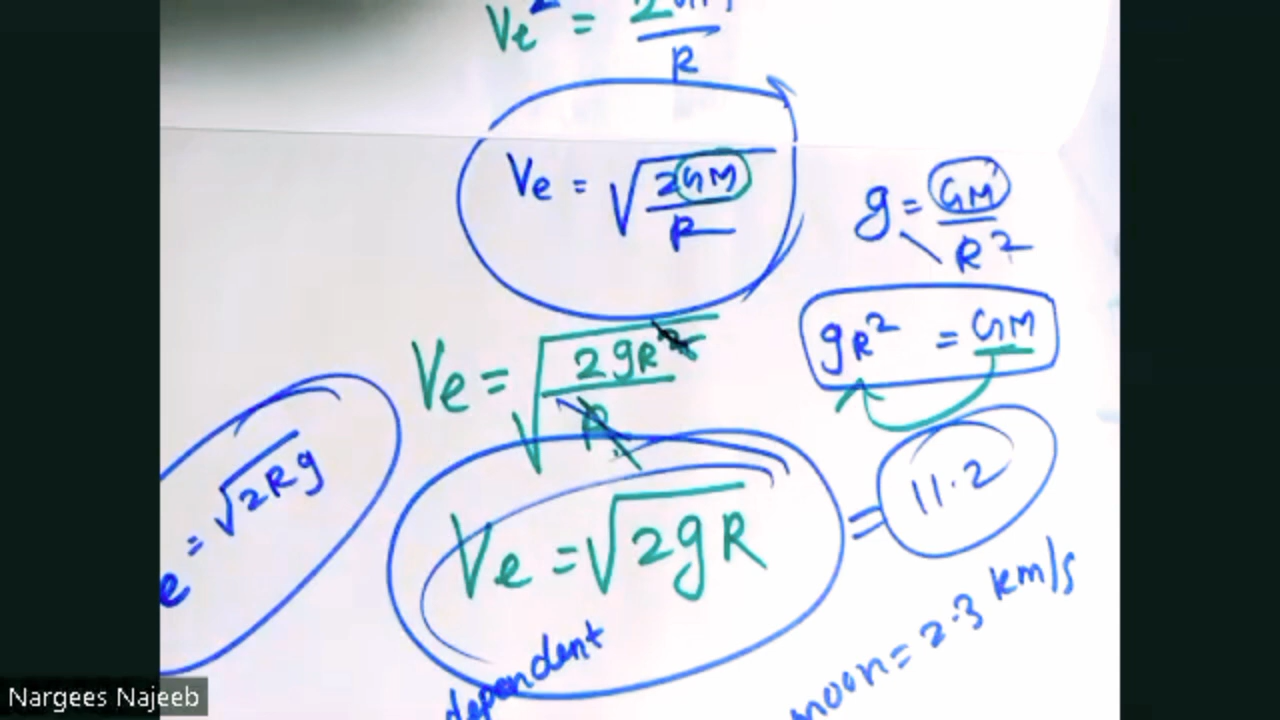 Ve² = 2GM/R
Ve = √(2GM/R)
g = GM/R²
gR² = GM
Ve = √(2gR²/R)
e = √2Rg
Ve = √2gR = 11.2 km/s
dependent
moon = 2.3
Nargees Najeeb